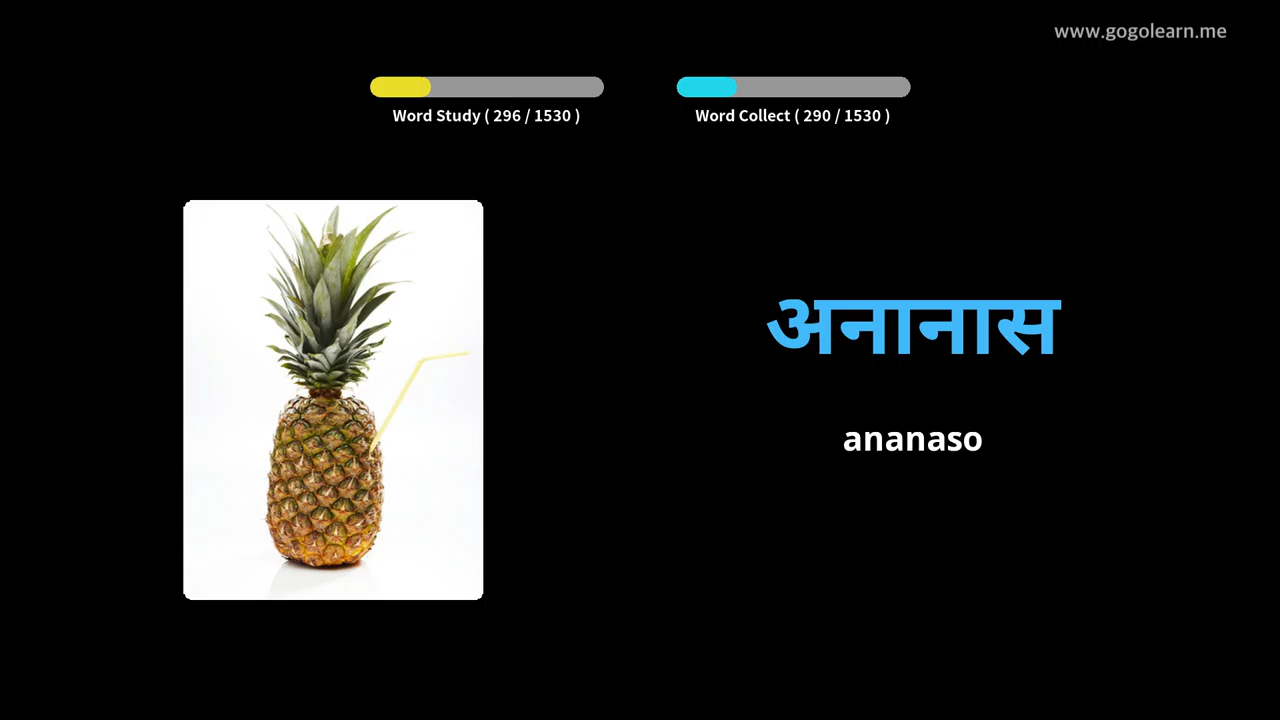 www.gogolearn.me
Word Study ( 296 / 1530 )
Word Collect ( 290 / 1530 )
अनानास
ananaso